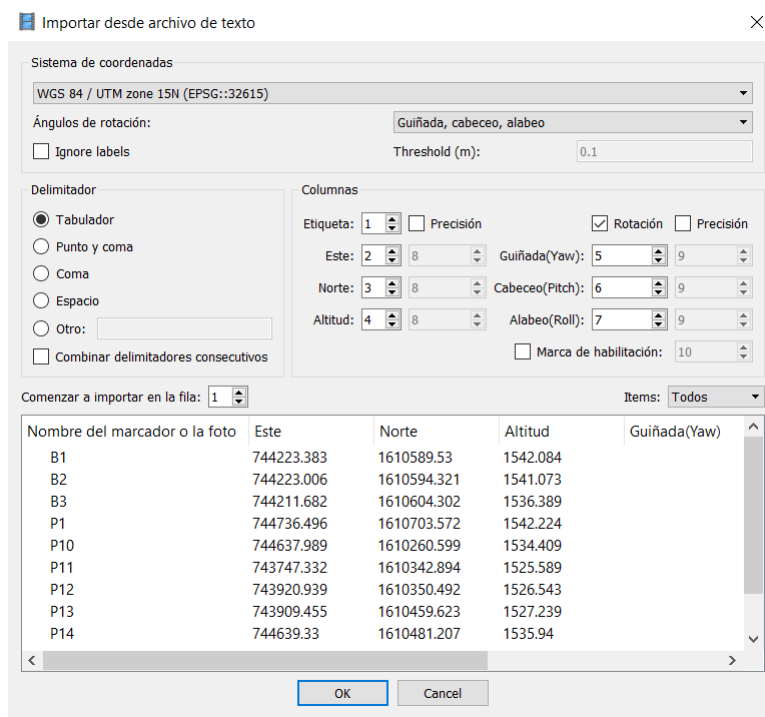 Importar desde archivo de texto
Sistema de coordenadas
WGS 84 / UTM zone 15N (EPSG::32615)
Ángulos de rotación: Guiñada, cabeceo, alabeo
Ignore labels Threshold (m): 0.1
Delimitador
Tabulador
Punto y coma
Coma
Espacio
Otro:
Combinar delimitadores consecutivos
Columnas
Etiqueta: 1 Precisión Rotación Precisión
Este: 2 8 Guiñada(Yaw): 5 9
Norte: 3 8 Cabeceo(Pitch): 6 9
Altitud: 4 8 Alabeo(Roll): 7 9
Marca de habilitación: 10
Comenzar a importar en la fila: 1 Items: Todos
Nombre del marcador o la foto Este Norte Altitud Guiñada(Yaw)
B1 744223.383 1610589.53 1542.084
B2 744223.006 1610594.321 1541.073
B3 744211.682 1610604.302 1536.389
P1 744736.496 1610703.572 1542.224
P10 744637.989 1610260.599 1534.409
P11 743747.332 1610342.894 1525.589
P12 743920.939 1610350.492 1526.543
P13 743909.455 1610459.623 1527.239
P14 744639.33 1610481.207 1535.94
OK Cancel